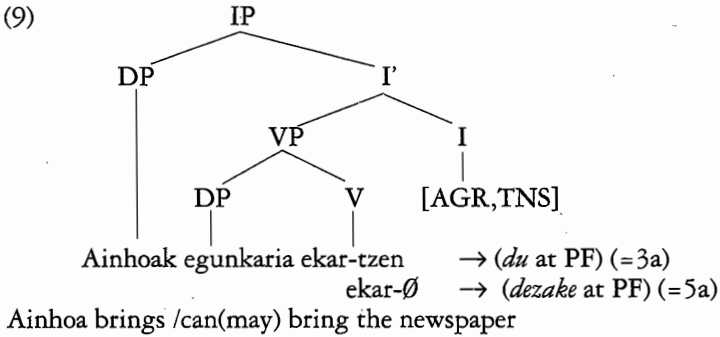 (9) IP
DP I'
VP I
DP V [AGR,TNS]
Ainhoak egunkaria ekar-tzen → (du at PF) (=3a)
ekar-Ø → (dezake at PF) (=5a)
Ainhoa brings /can(may) bring the newspaper